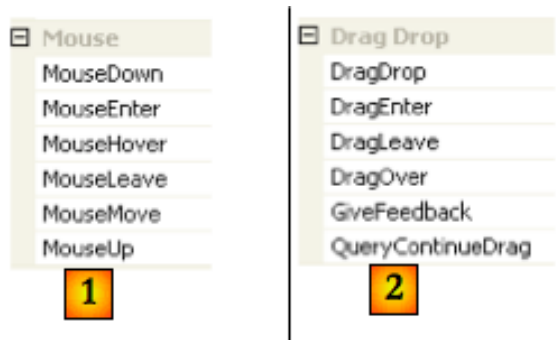 Mouse
MouseDown
MouseEnter
MouseHover
MouseLeave
MouseMove
MouseUp
1
Drag Drop
DragDrop
DragEnter
DragLeave
DragOver
GiveFeedback
QueryContinueDrag
2